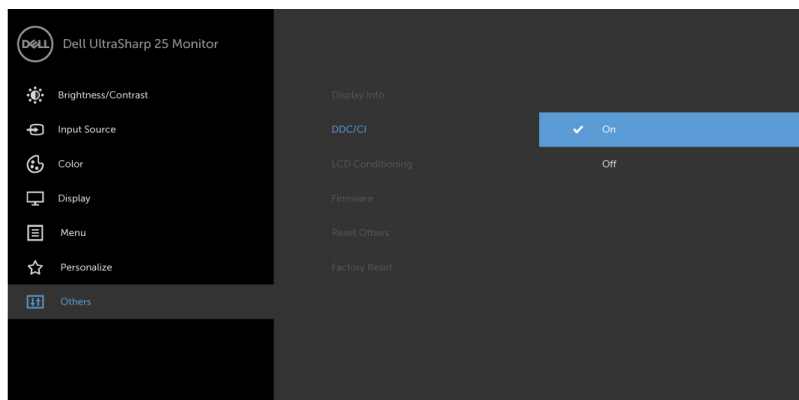 DELL Dell UltraSharp 25 Monitor
Brightness/Contrast
Input Source
Color
Display
Menu
Personalize
Others
Display Info
DDC/CI
LCD Conditioning
Firmware
Reset Others
Factory Reset
On
Off